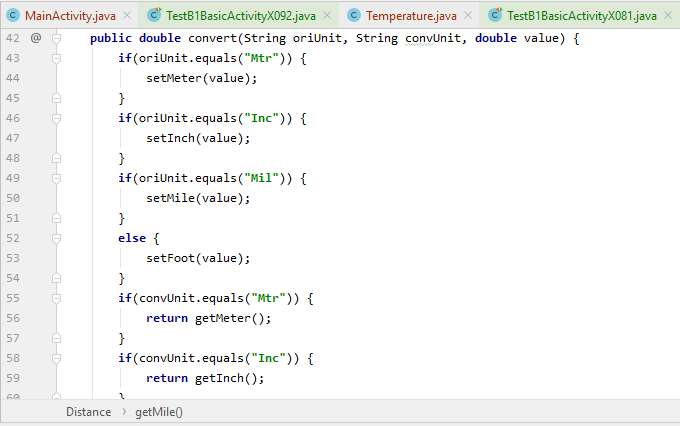 MainActivity.java TestB1BasicActivityX092.java Temperature.java TestB1BasicActivityX081.java
42 @ public double convert(String oriUnit, String convUnit, double value) {
43 if(oriUnit.equals("Mtr")) {
44 setMeter(value);
45 }
46 if(oriUnit.equals("Inc")) {
47 setInch(value);
48 }
49 if(oriUnit.equals("Mil")) {
50 setMile(value);
51 }
52 else {
53 setFoot(value);
54 }
55 if(convUnit.equals("Mtr")) {
56 return getMeter();
57 }
58 if(convUnit.equals("Inc")) {
59 return getInch();
60 }
Distance > getMile()